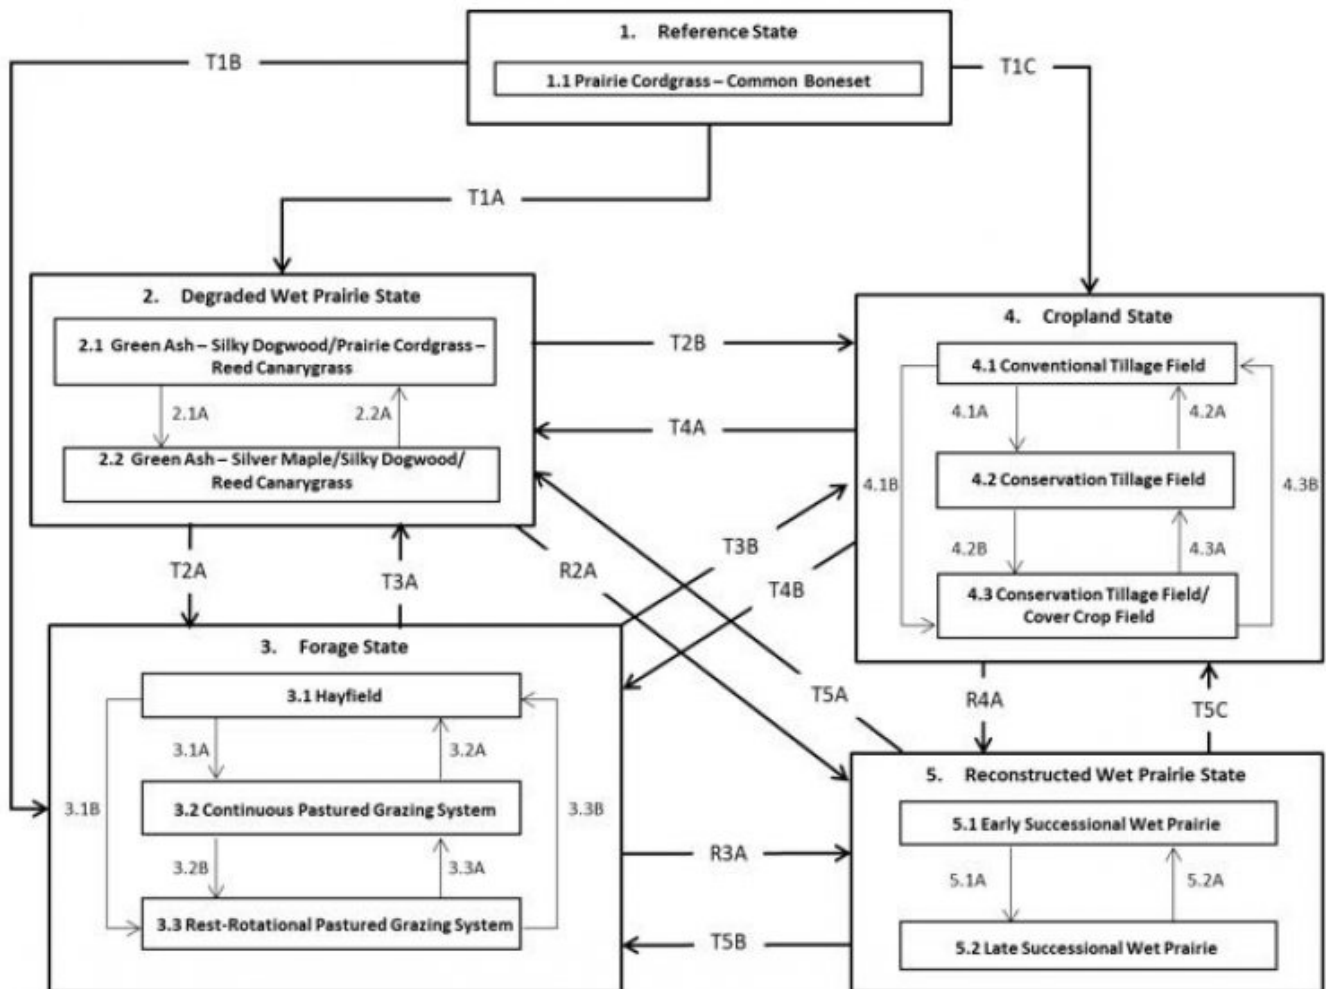 1. Reference State
T1B
T1C
1.1 Prairie Cordgrass – Common Boneset
T1A
2. Degraded Wet Prairie State
2.1 Green Ash – Silky Dogwood/Prairie Cordgrass –
Reed Canarygrass
2.1A
2.2A
2.2 Green Ash – Silver Maple/Silky Dogwood/
Reed Canarygrass
T2B
T4A
4. Cropland State
4.1 Conventional Tillage Field
4.1A
4.2A
4.2 Conservation Tillage Field
4.1B
4.3B
4.2B
4.3A
4.3 Conservation Tillage Field/
Cover Crop Field
T2A
T3A
R2A
T3B
T4B
T5A
R4A
T5C
3. Forage State
3.1 Hayfield
3.1A
3.2A
3.2 Continuous Pastured Grazing System
3.1B
3.3B
3.2B
3.3A
3.3 Rest-Rotational Pastured Grazing System
R3A
T5B
5. Reconstructed Wet Prairie State
5.1 Early Successional Wet Prairie
5.1A
5.2A
5.2 Late Successional Wet Prairie